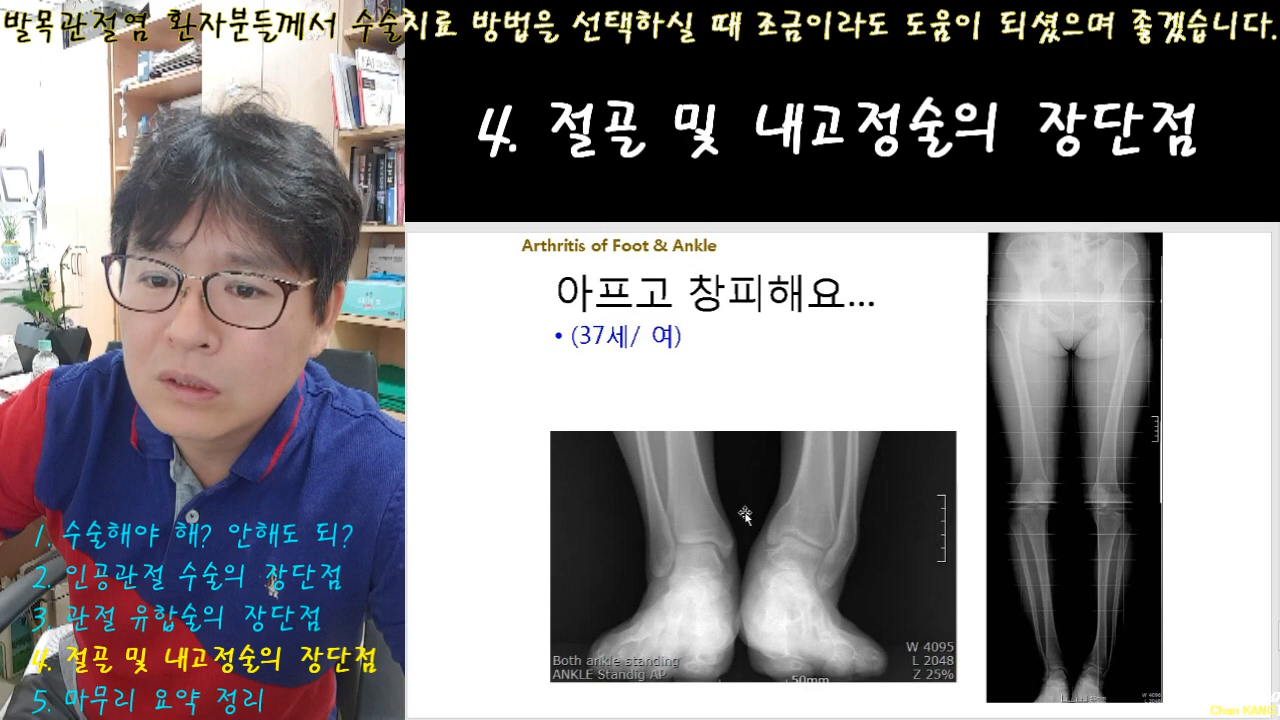 발목관절염 환자분들께서 수술치료 방법을 선택하실 때 조금이라도 도움이 되셨으며 좋겠습니다.
4. 절골 및 내고정술의 장단점
Arthritis of Foot & Ankle
아프고 창피해요...
• (37세/ 여)
1. 수술해야 해? 안해도 되?
2. 인공관절 수술의 장단점
3. 관절 유합술의 장단점
4. 절골 및 내고정술의 장단점
5. 마무리 요약 정리
Both ankle standing
ANKLE Standig AP
50mm
W 4095
L 2048
Z 25%
Chan KANG